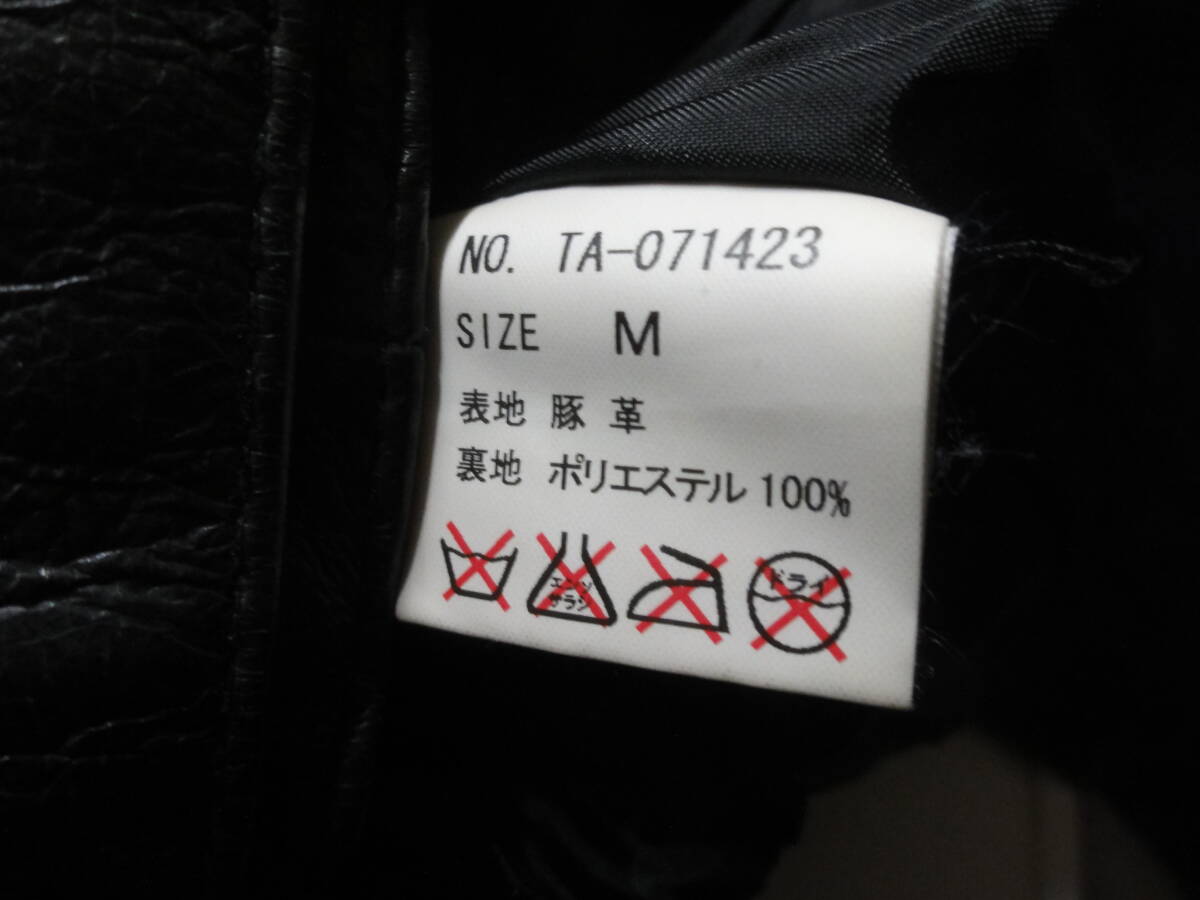 NO. TA-071423
SIZE M
表地 豚革
裏地 ポリエステル 100%
エンソ
サラシ
ドライ